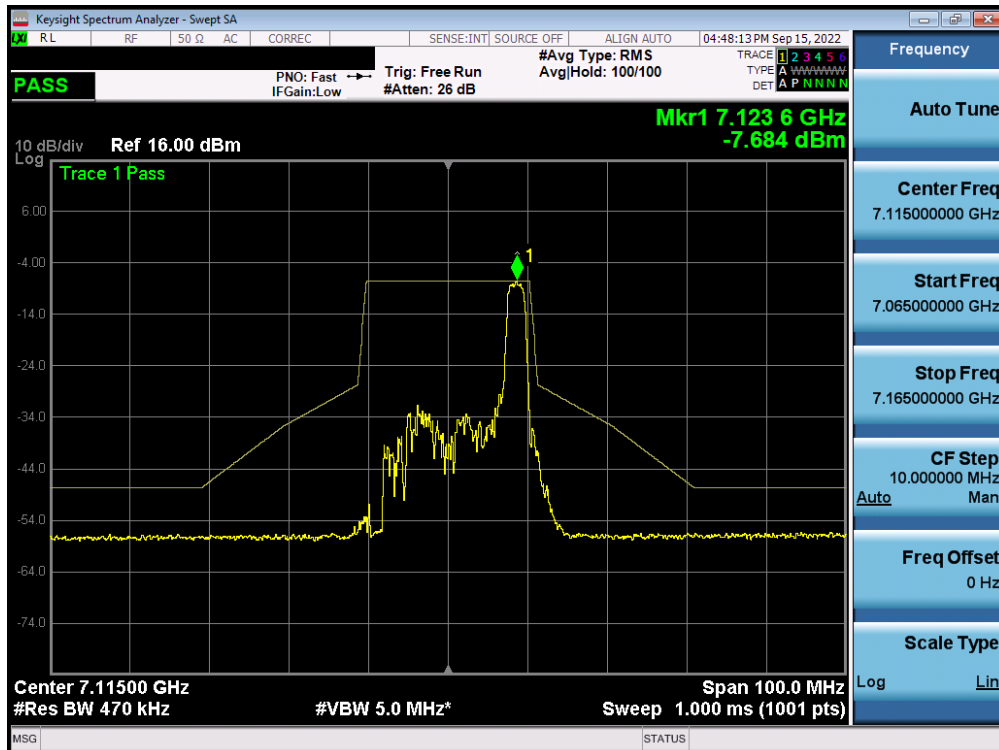 Keysight Spectrum Analyzer - Swept SA
LXI RL RF 50 Ω AC CORREC SENSE:INT SOURCE OFF ALIGN AUTO 04:48:13 PM Sep 15, 2022
PASS
PNO: Fast
IFGain:Low
Trig: Free Run
#Atten: 26 dB
#Avg Type: RMS
Avg|Hold: 100/100
TRACE 1 2 3 4 5 6
TYPE A WWWWW
DET A P N N N N
Mkr1 7.123 6 GHz
-7.684 dBm
10 dB/div Ref 16.00 dBm
Log
Trace 1 Pass
1
6.00
-4.00
-14.0
-24.0
-34.0
-44.0
-54.0
-64.0
-74.0
Center 7.11500 GHz Span 100.0 MHz
#Res BW 470 kHz #VBW 5.0 MHz* Sweep 1.000 ms (1001 pts)
MSG STATUS
Frequency
Auto Tune
Center Freq
7.115000000 GHz
Start Freq
7.065000000 GHz
Stop Freq
7.165000000 GHz
CF Step
10.000000 MHz
Auto Man
Freq Offset
0 Hz
Scale Type
Log Lin